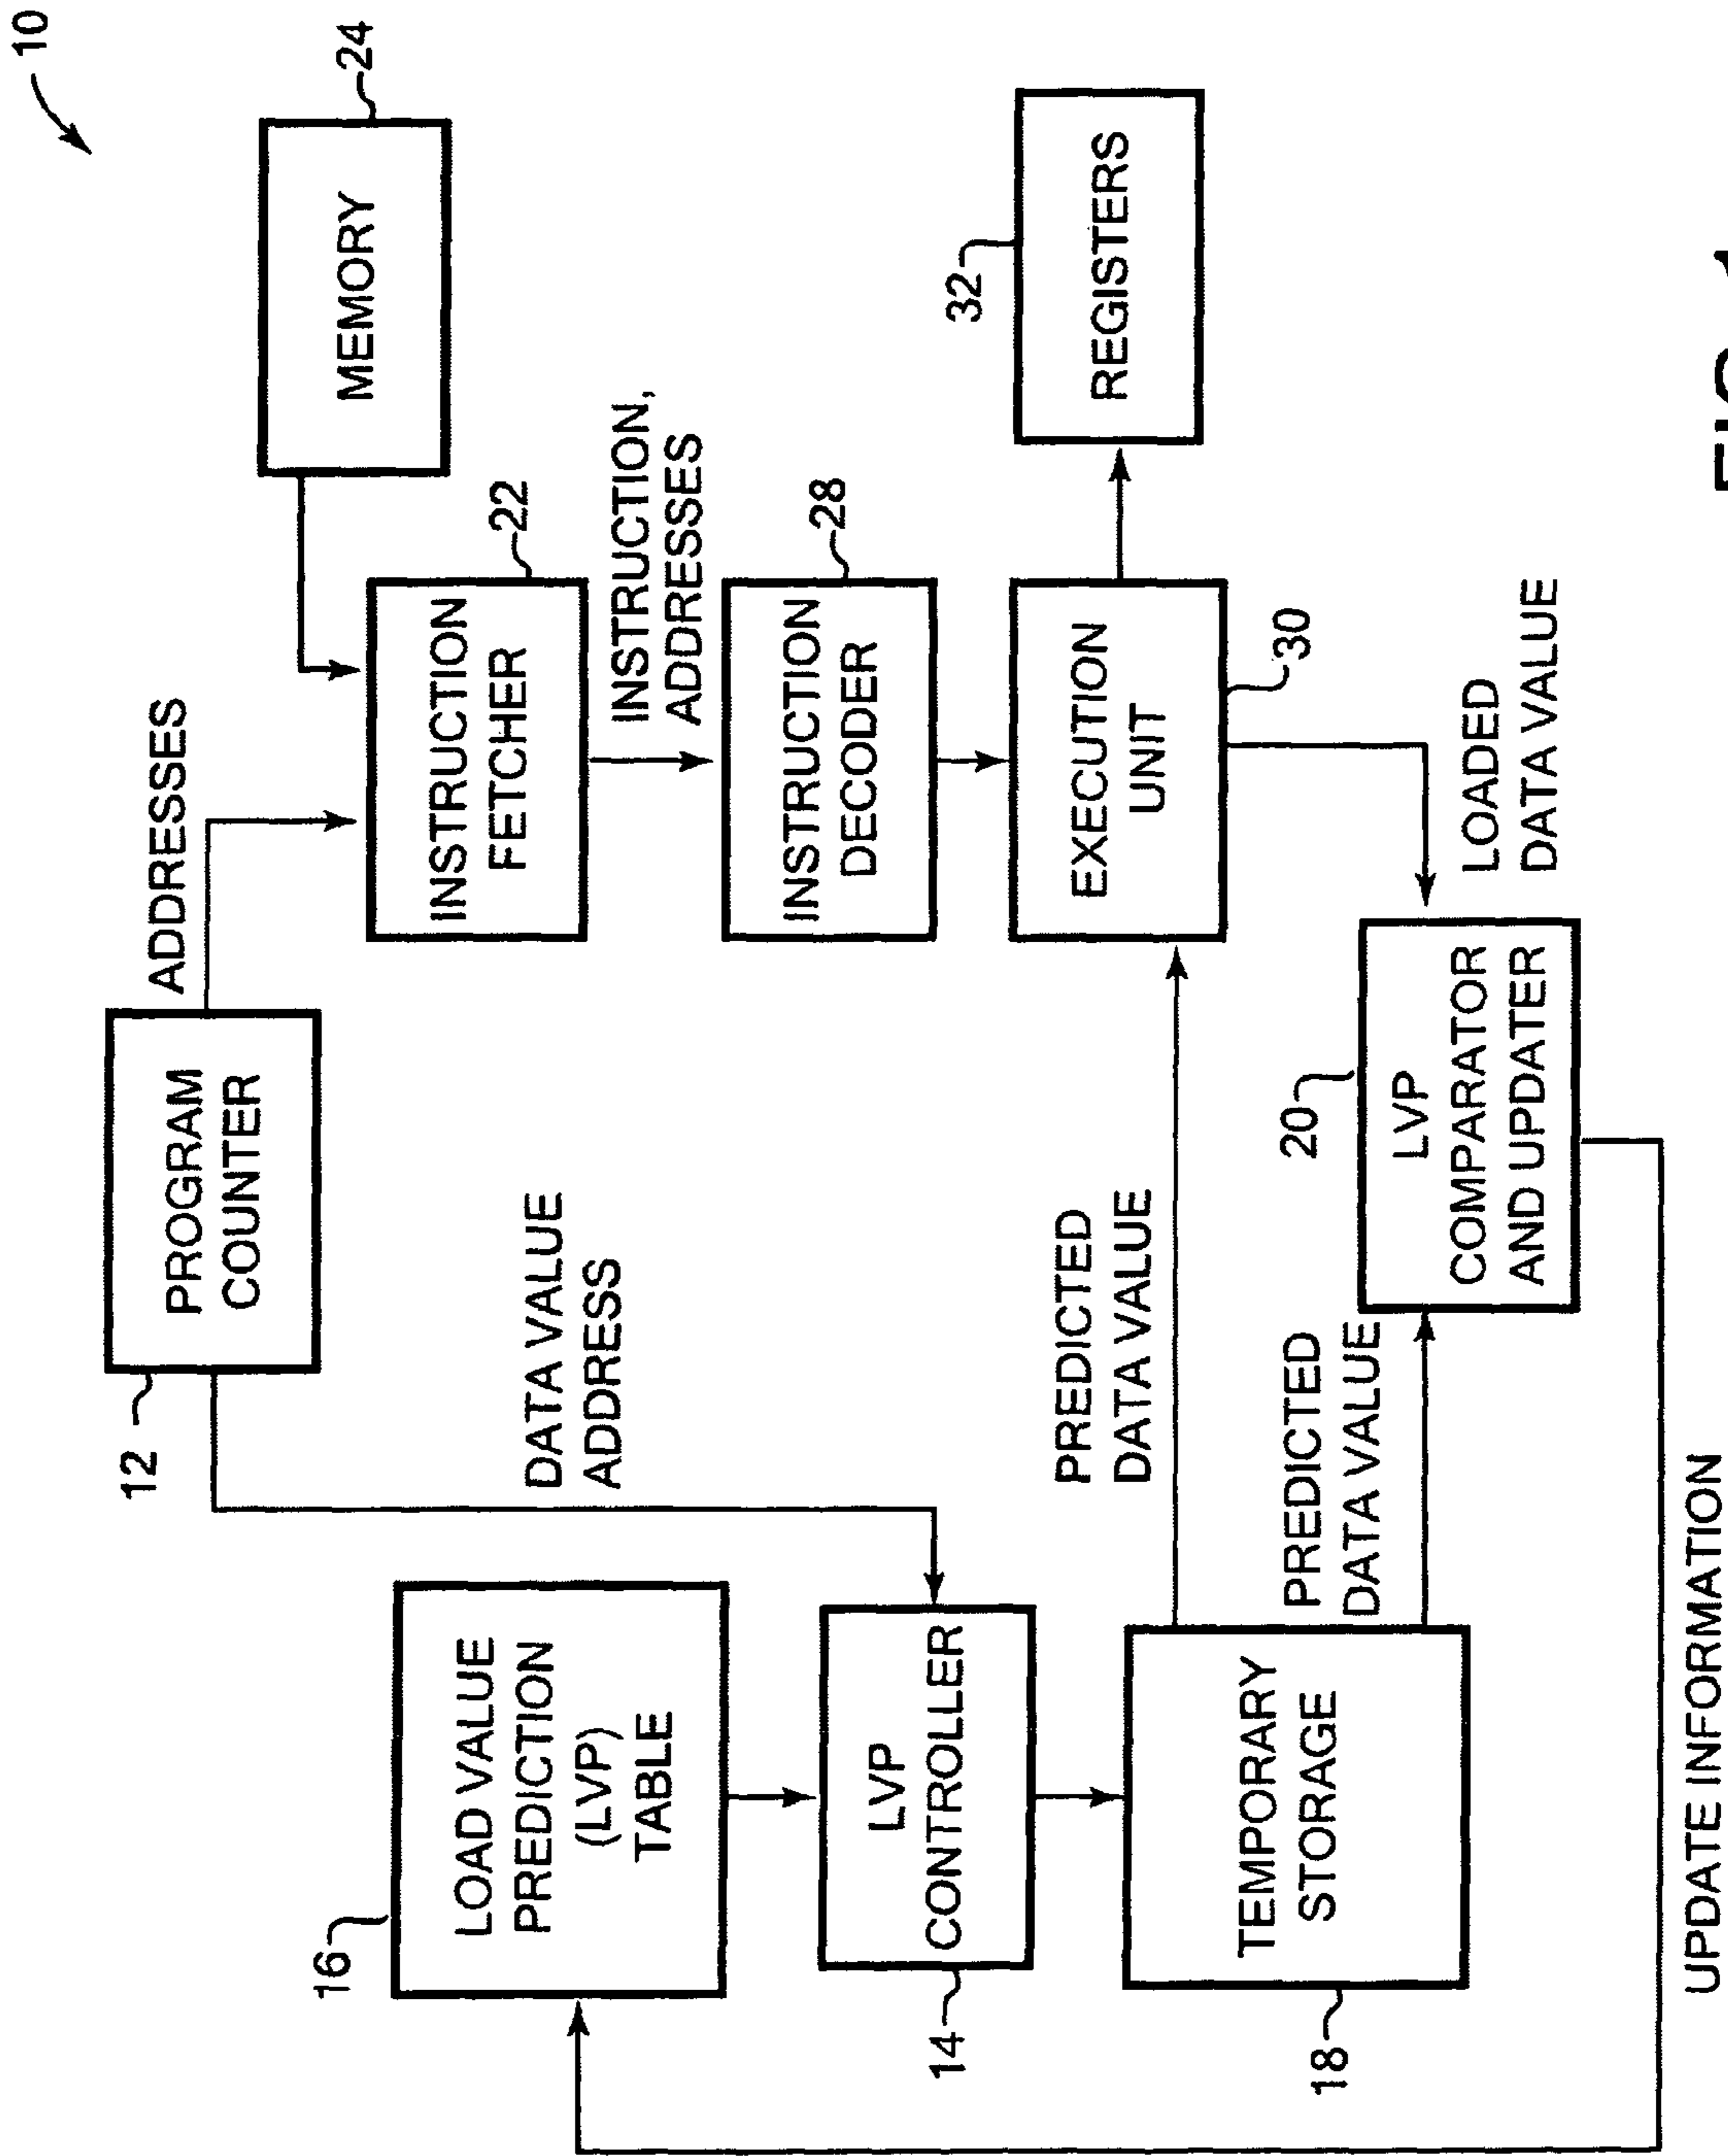 10
PROGRAM
COUNTER
12
ADDRESSES
MEMORY
24
LOAD VALUE
PREDICTION
(LVP)
TABLE
16
DATA VALUE
ADDRESS
INSTRUCTION
FETCHER
22
INSTRUCTION,
ADDRESSES
LVP
CONTROLLER
14
INSTRUCTION
DECODER
28
TEMPORARY
STORAGE
18
PREDICTED
DATA VALUE
EXECUTION
UNIT
30
REGISTERS
32
PREDICTED
DATA VALUE
LVP
COMPARATOR
AND UPDATER
20
LOADED
DATA VALUE
UPDATE INFORMATION